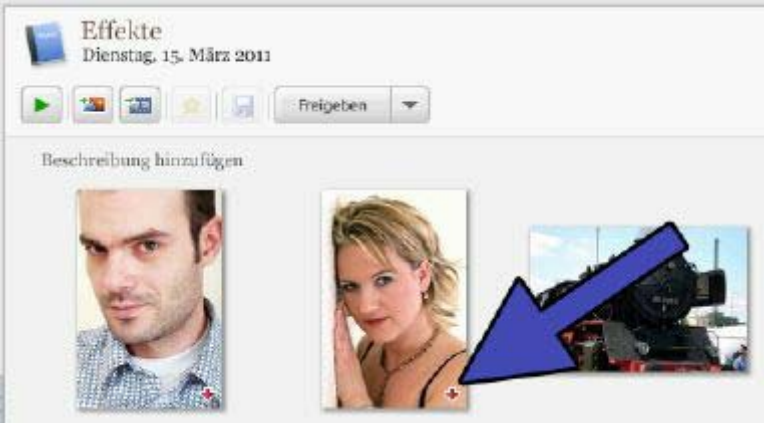 Effekte
Dienstag, 15. März 2011
Freigeben
Beschreibung hinzufügen